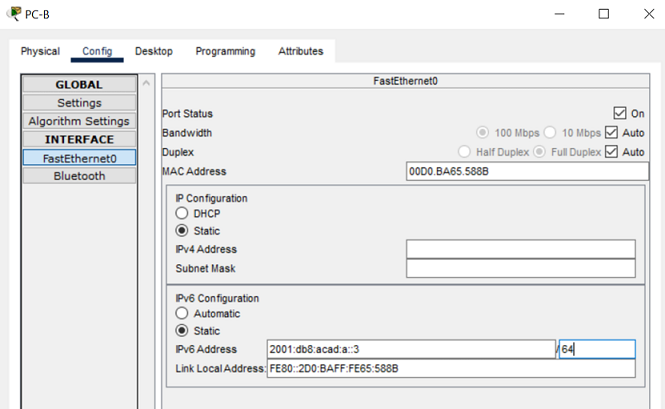 PC-B
Physical Config Desktop Programming Attributes
GLOBAL
Settings
Algorithm Settings
INTERFACE
FastEthernet0
Bluetooth
FastEthernet0
Port Status On
Bandwidth 100 Mbps 10 Mbps Auto
Duplex Half Duplex Full Duplex Auto
MAC Address 00D0.BA65.588B
IP Configuration
DHCP
Static
IPv4 Address
Subnet Mask
IPv6 Configuration
Automatic
Static
IPv6 Address 2001:db8:acad:a::3 / 64
Link Local Address: FE80::2D0:BAFF:FE65:588B